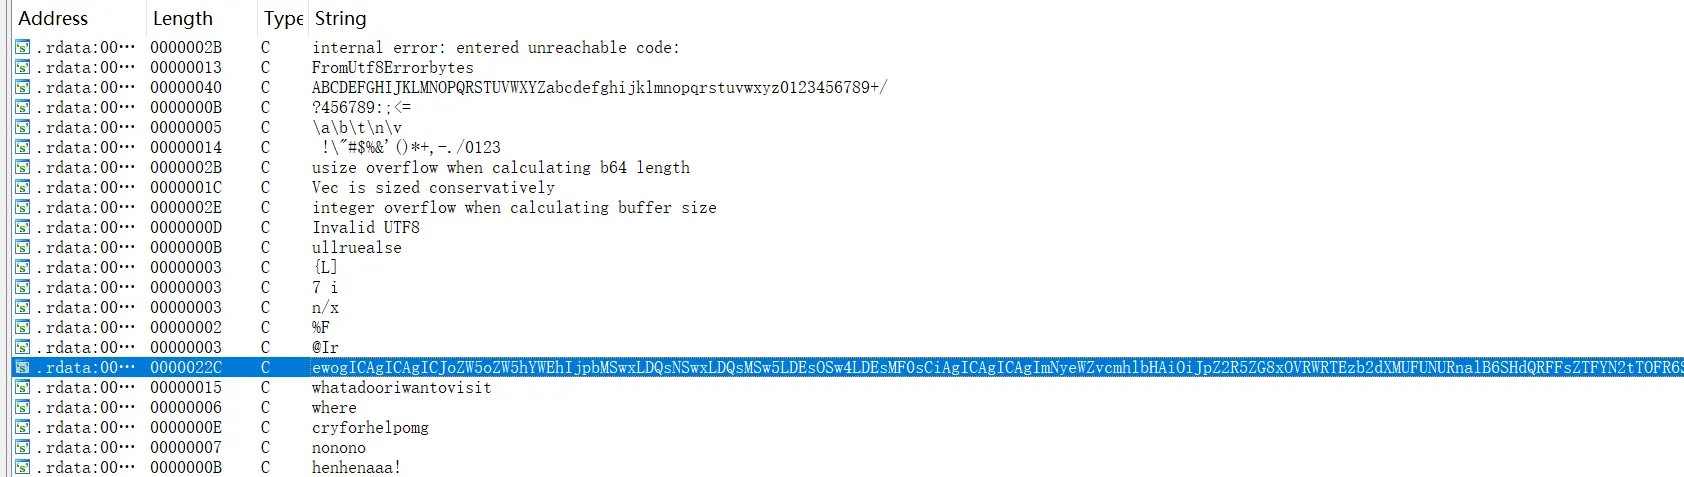 Address Length Type String
.rdata:00··· 0000002B C internal error: entered unreachable code:
.rdata:00··· 00000013 C FromUtf8Errorbytes
.rdata:00··· 00000040 C ABCDEFGHIJKLMNOPQRSTUVWXYZabcdefghijklmnopqrstuvwxyz0123456789+/
.rdata:00··· 0000000B C ?456789:;<=
.rdata:00··· 00000005 C \a\b\t\n\v
.rdata:00··· 00000014 C !\"#$%&'()*+,-./0123
.rdata:00··· 0000002B C usize overflow when calculating b64 length
.rdata:00··· 0000001C C Vec is sized conservatively
.rdata:00··· 0000002E C integer overflow when calculating buffer size
.rdata:00··· 0000000D C Invalid UTF8
.rdata:00··· 0000000B C ullruealse
.rdata:00··· 00000003 C {L]
.rdata:00··· 00000003 C 7 i
.rdata:00··· 00000003 C n/x
.rdata:00··· 00000002 C %F
.rdata:00··· 00000003 C @Ir
.rdata:00··· 0000022C C ewogICAgICAgICJoZW5oZW5hYWEhIjpbMSwxLDQsNSwxLDQsMSw5LDEsOSw4LDEsMF0sCiAgICAgICAgImNyeWZvcmhlbHAiOiJpZ2R5ZG8xOVRWRTEzb2dXMUFUNURnalB6SHdQRFFsZTFYN2tTOFR6S
.rdata:00··· 00000015 C whatadooriwantovisit
.rdata:00··· 00000006 C where
.rdata:00··· 0000000E C cryforhelpomg
.rdata:00··· 00000007 C nonono
.rdata:00··· 0000000B C henhenaaa!